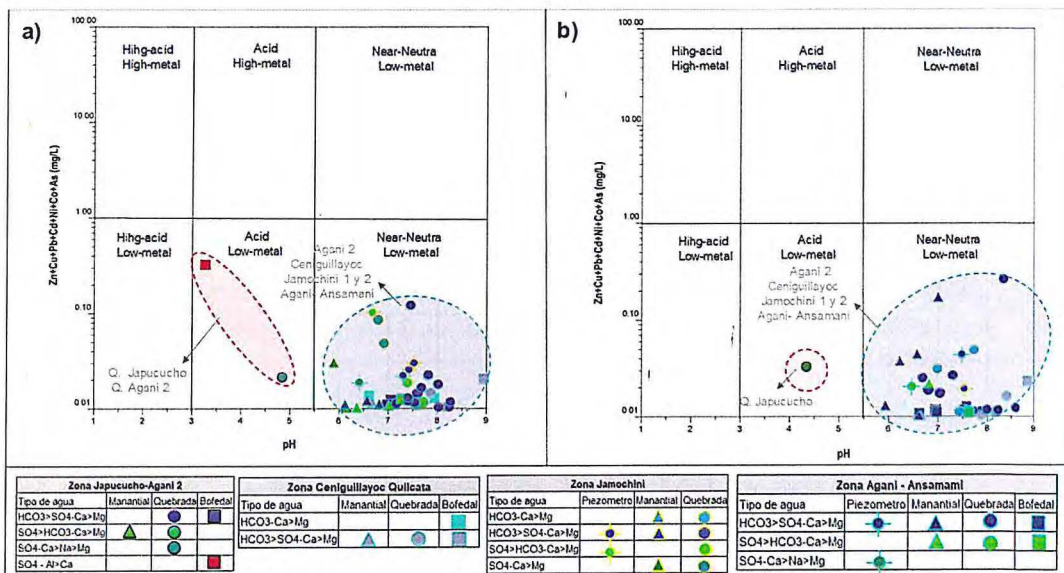 a)
Hihg-acid
High-metal
Acid
High-metal
Near-Neutra
Low-metal
Zn+Cu+Pb+Cd+Ni+Co+As (mg/L)
100.00
10.00
1.00
0.10
0.01
Hihg-acid
Low-metal
Acid
Low-metal
Near-Neutra
Low-metal
Agani 2
Ceniguillayoc
Jamochini 1 y 2
Agani- Ansamani
Q. Japucucho
Q. Agani 2
1 2 3 4 5 6 7 8 9
pH
b)
Hihg-acid
High-metal
Acid
High-metal
Near-Neutra
Low-metal
Zn+Cu+Pb+Cd+Ni+Co+As (mg/L)
100.00
10.00
1.00
0.10
0.01
Hihg-acid
Low-metal
Acid
Low-metal
Near-Neutra
Low-metal
Agani 2
Ceniguillayoc
Jamochini 1 y 2
Agani- Ansamani
Q. Japucucho
1 2 3 4 5 6 7 8 9
pH
Zona Japucucho-Agani 2
Tipo de agua Manantial Quebrada Bofedal
HCO3>SO4-Ca>Mg
SO4>HCO3-Ca>Mg
SO4-Ca>Na>Mg
SO4 - Al>Ca
Zona Ceniguillayoc Quilcata
Tipo de agua Manantial Quebrada Bofedal
HCO3-Ca>Mg
HCO3>SO4-Ca>Mg
Zona Jamochini
Tipo de agua Piezometro Manantial Quebrada
HCO3-Ca>Mg
HCO3>SO4-Ca>Mg
SO4>HCO3-Ca>Mg
SO4-Ca>Mg
Zona Agani - Ansamami
Tipo de agua Piezometro Manantial Quebrada Bofedal
HCO3>SO4-Ca>Mg
SO4>HCO3-Ca>Mg
SO4-Ca>Na>Mg